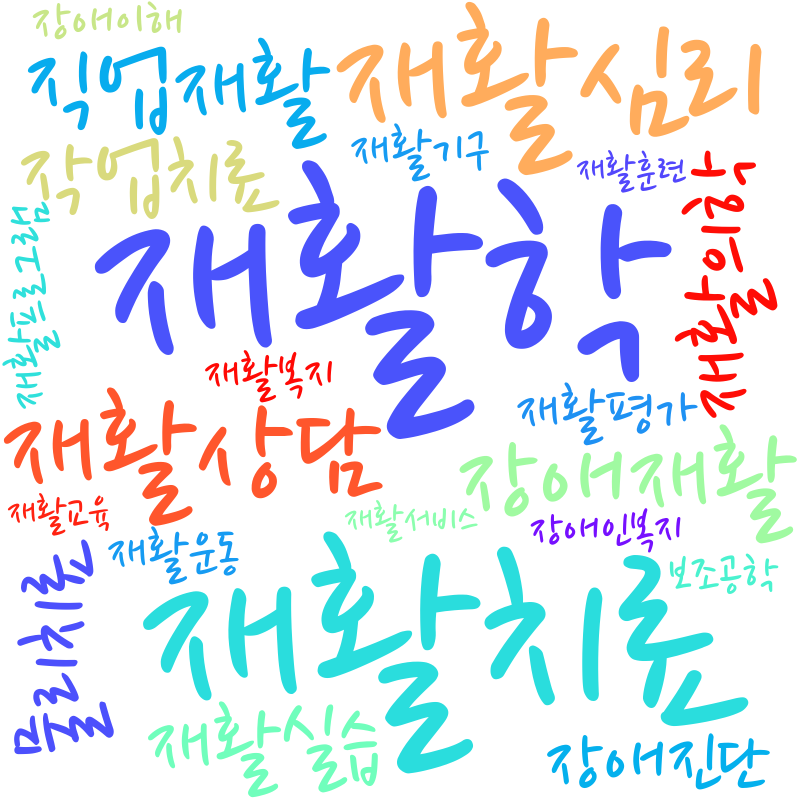 장애이해
직업재활
재활심리
작업치료
재활기구
재활훈련
재활의학
재활학
재활프로그램
재활복지
재활평가
재활상담
장애재활
재활교육
재활서비스
장애인복지
재활운동
물리치료
재활치료
보조공학
재활실습
장애진단